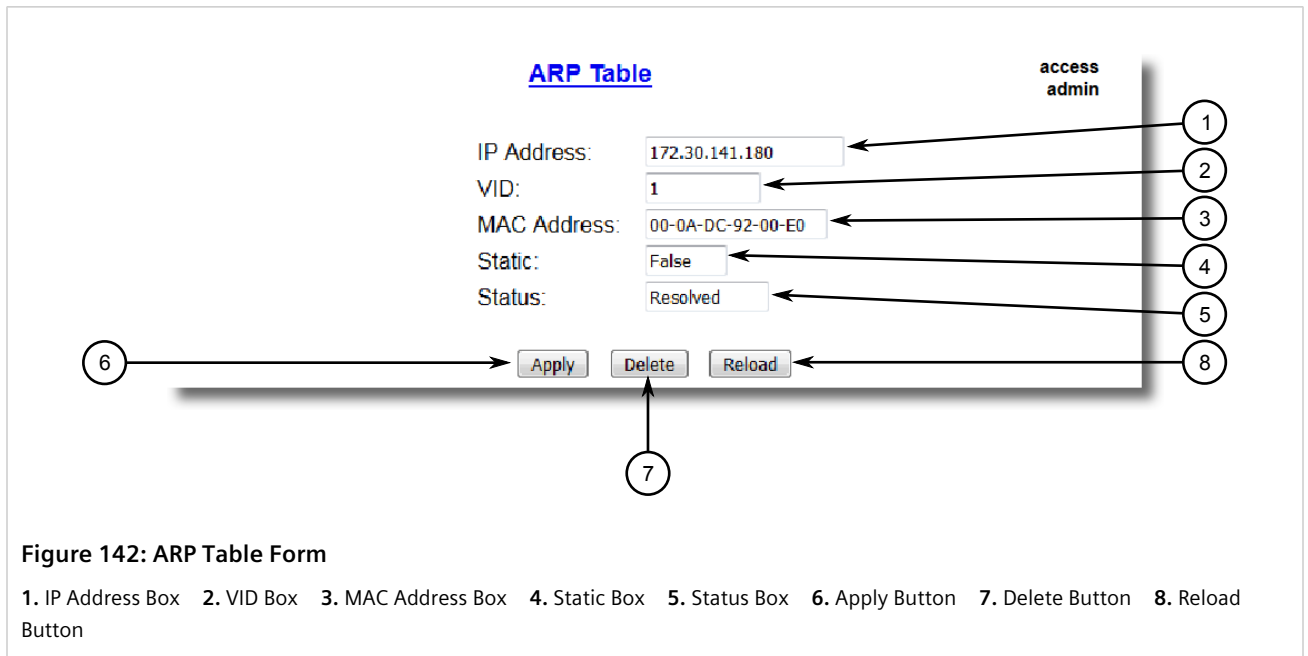 ARP Table
access
admin
1
IP Address: 172.30.141.180
2
VID: 1
3
MAC Address: 00-0A-DC-92-00-E0
4
Static: False
5
Status: Resolved
6
Apply Delete Reload
8
7
Figure 142: ARP Table Form
1. IP Address Box 2. VID Box 3. MAC Address Box 4. Static Box 5. Status Box 6. Apply Button 7. Delete Button 8. Reload
Button